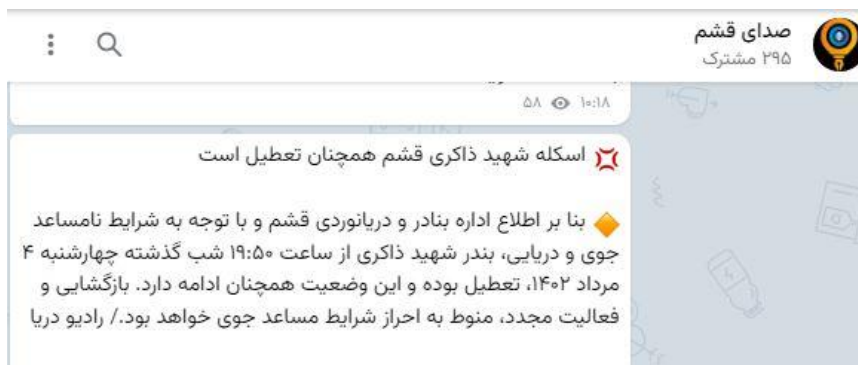 صدای قشم
۲۹۵ مشترک
۵۸ ۱۰:۱۸
اسکله شهید ذاکری قشم همچنان تعطیل است
بنا بر اطلاع اداره بنادر و دریانوردی قشم و با توجه به شرایط نامساعد
جوی و دریایی، بندر شهید ذاکری از ساعت ۱۹:۵۰ شب گذشته چهارشنبه ۴
مرداد ۱۴۰۲، تعطیل بوده و این وضعیت همچنان ادامه دارد. بازگشایی و
فعالیت مجدد، منوط به احراز شرایط مساعد جوی خواهد بود./ رادیو دریا